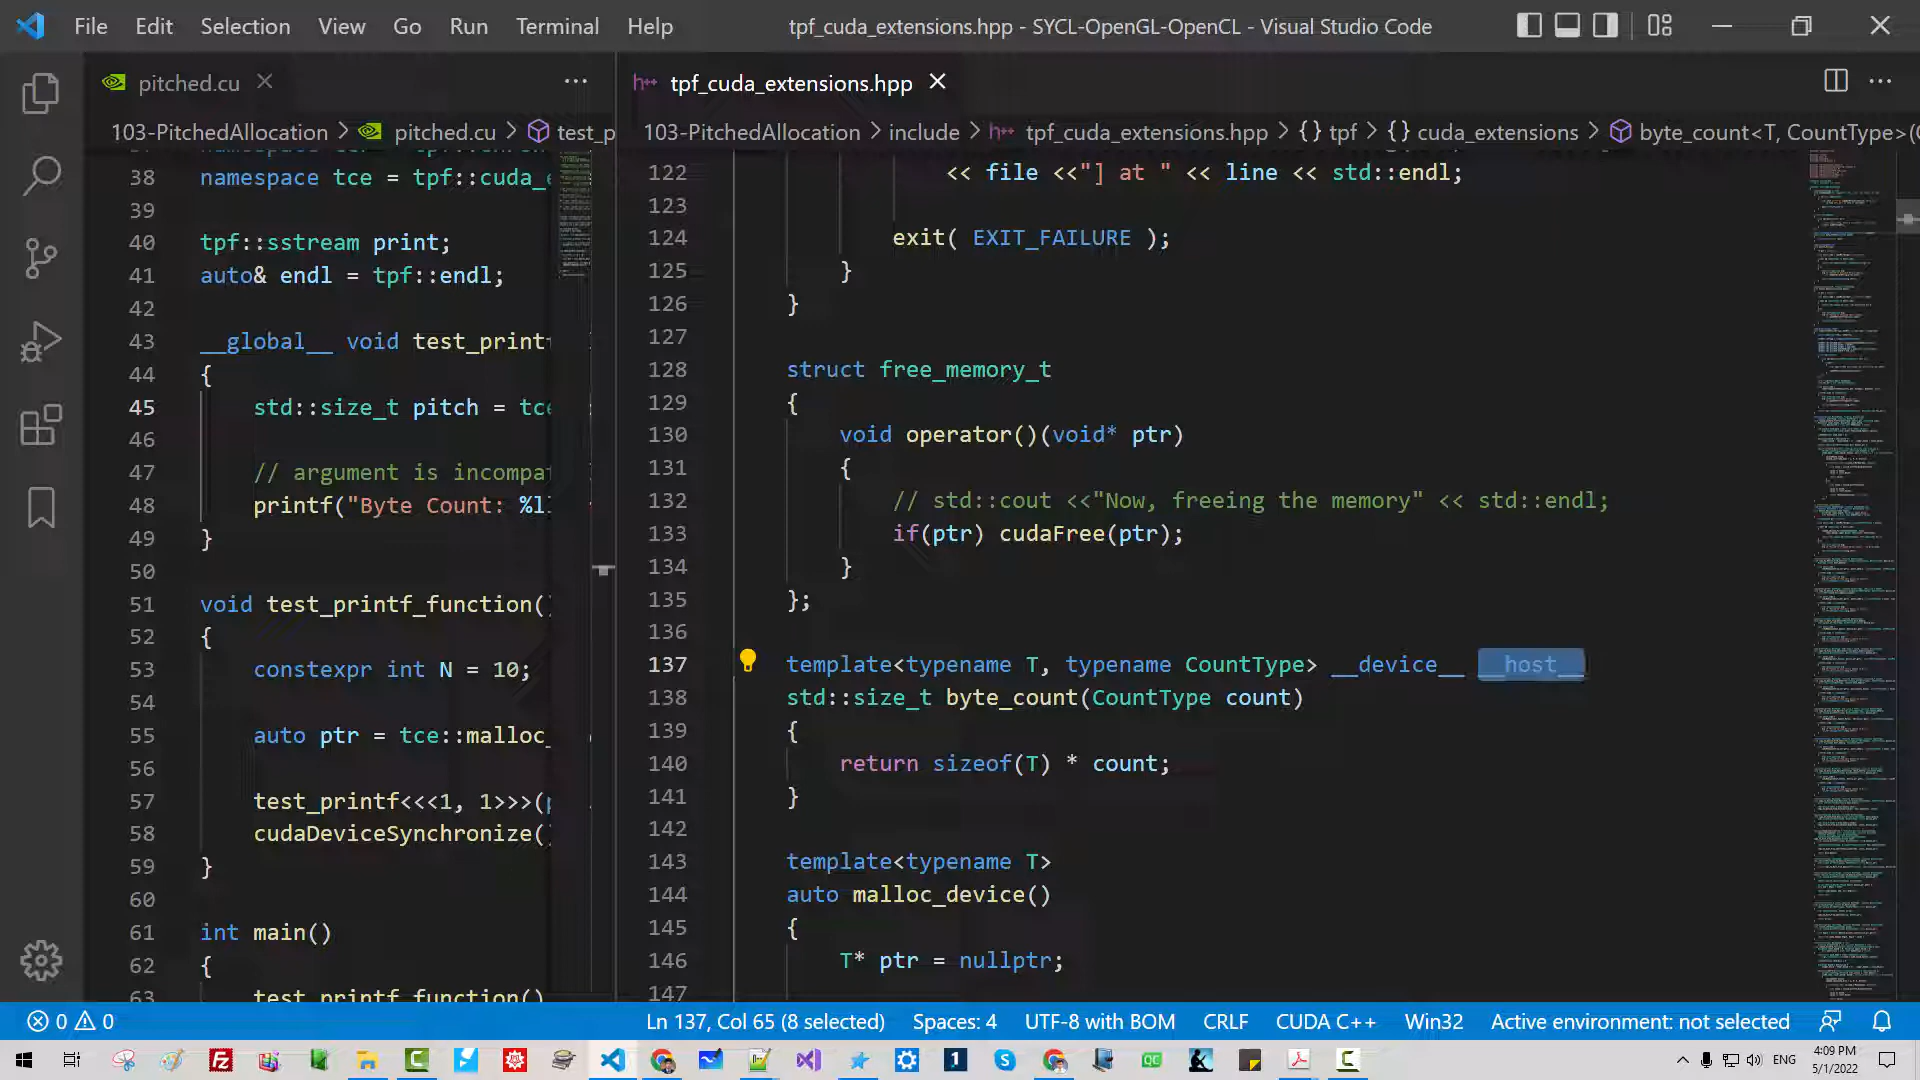 File Edit Selection View Go Run Terminal Help
tpf_cuda_extensions.hpp - SYCL-OpenGL-OpenCL - Visual Studio Code
pitched.cu
103-PitchedAllocation > pitched.cu > test_p
38 namespace tce = tpf::cuda_e
39
40 tpf::sstream print;
41 auto& endl = tpf::endl;
42
43 __global__ void test_print
44 {
45 std::size_t pitch = tce
46
47 // argument is incompat
48 printf("Byte Count: %ll
49 }
50
51 void test_printf_function()
52 {
53 constexpr int N = 10;
54
55 auto ptr = tce::malloc_
56
57 test_printf<<<1, 1>>>(p
58 cudaDeviceSynchronize()
59 }
60
61 int main()
62 {
63 test_printf_function()
tpf_cuda_extensions.hpp
103-PitchedAllocation > include > tpf_cuda_extensions.hpp > {} tpf > {} cuda_extensions > byte_count<T, CountType>(
122 << file <<"] at " << line << std::endl;
123
124 exit( EXIT_FAILURE );
125 }
126 }
127
128 struct free_memory_t
129 {
130 void operator()(void* ptr)
131 {
132 // std::cout <<"Now, freeing the memory" << std::endl;
133 if(ptr) cudaFree(ptr);
134 }
135 };
136
137 template<typename T, typename CountType> __device__ __host__
138 std::size_t byte_count(CountType count)
139 {
140 return sizeof(T) * count;
141 }
142
143 template<typename T>
144 auto malloc_device()
145 {
146 T* ptr = nullptr;
147
0 0 Ln 137, Col 65 (8 selected) Spaces: 4 UTF-8 with BOM CRLF CUDA C++ Win32 Active environment: not selected
ENG
4:09 PM
5/1/2022